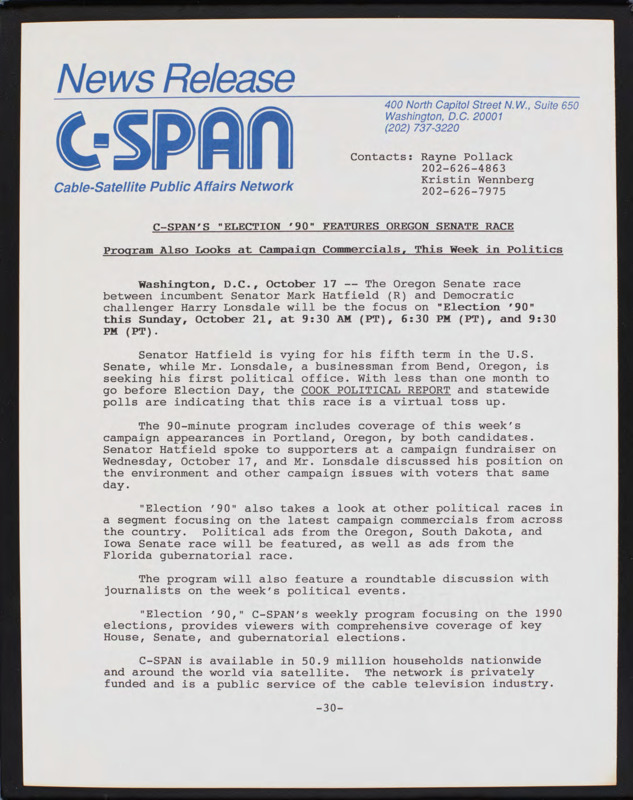 News Release
C-SPAN
Cable-Satellite Public Affairs Network
400 North Capitol Street N.W., Suite 650
Washington, D.C. 20001
(202) 737-3220
Contacts: Rayne Pollack
202-626-4863
Kristin Wennberg
202-626-7975
C-SPAN'S "ELECTION '90" FEATURES OREGON SENATE RACE
Program Also Looks at Campaign Commercials, This Week in Politics
Washington, D.C., October 17 -- The Oregon Senate race
between incumbent Senator Mark Hatfield (R) and Democratic
challenger Harry Lonsdale will be the focus on "Election '90"
this Sunday, October 21, at 9:30 AM (PT), 6:30 PM (PT), and 9:30
PM (PT).
Senator Hatfield is vying for his fifth term in the U.S.
Senate, while Mr. Lonsdale, a businessman from Bend, Oregon, is
seeking his first political office. With less than one month to
go before Election Day, the COOK POLITICAL REPORT and statewide
polls are indicating that this race is a virtual toss up.
The 90-minute program includes coverage of this week's
campaign appearances in Portland, Oregon, by both candidates.
Senator Hatfield spoke to supporters at a campaign fundraiser on
Wednesday, October 17, and Mr. Lonsdale discussed his position on
the environment and other campaign issues with voters that same
day.
"Election '90" also takes a look at other political races in
a segment focusing on the latest campaign commercials from across
the country. Political ads from the Oregon, South Dakota, and
Iowa Senate race will be featured, as well as ads from the
Florida gubernatorial race.
The program will also feature a roundtable discussion with
journalists on the week's political events.
"Election '90," C-SPAN's weekly program focusing on the 1990
elections, provides viewers with comprehensive coverage of key
House, Senate, and gubernatorial elections.
C-SPAN is available in 50.9 million households nationwide
and around the world via satellite. The network is privately
funded and is a public service of the cable television industry.
-30-